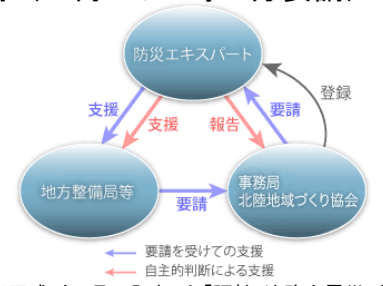 防災エキスパート
登録
支援
支援
報告
要請
地方整備局等
要請
事務局
北陸地域づくり協会
要請を受けての支援
自主的判断による支援